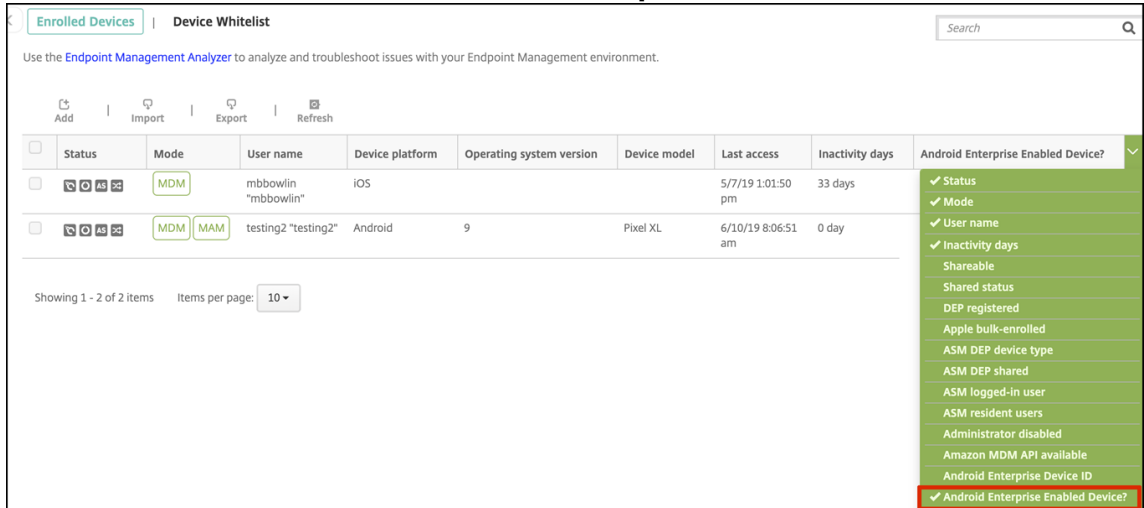 Enrolled Devices | Device Whitelist
Search
Use the Endpoint Management Analyzer to analyze and troubleshoot issues with your Endpoint Management environment.
Add | Import | Export | Refresh
Status Mode User name Device platform Operating system version Device model Last access Inactivity days Android Enterprise Enabled Device?
AS MDM mbbowlin iOS 5/7/19 1:01:50 33 days
"mbbowlin" pm
AS MDM MAM testing2 "testing2" Android 9 Pixel XL 6/10/19 8:06:51 0 day
am
Showing 1 - 2 of 2 items Items per page: 10
Status
Mode
User name
Inactivity days
Shareable
Shared status
DEP registered
Apple bulk-enrolled
ASM DEP device type
ASM DEP shared
ASM logged-in user
ASM resident users
Administrator disabled
Amazon MDM API available
Android Enterprise Device ID
Android Enterprise Enabled Device?